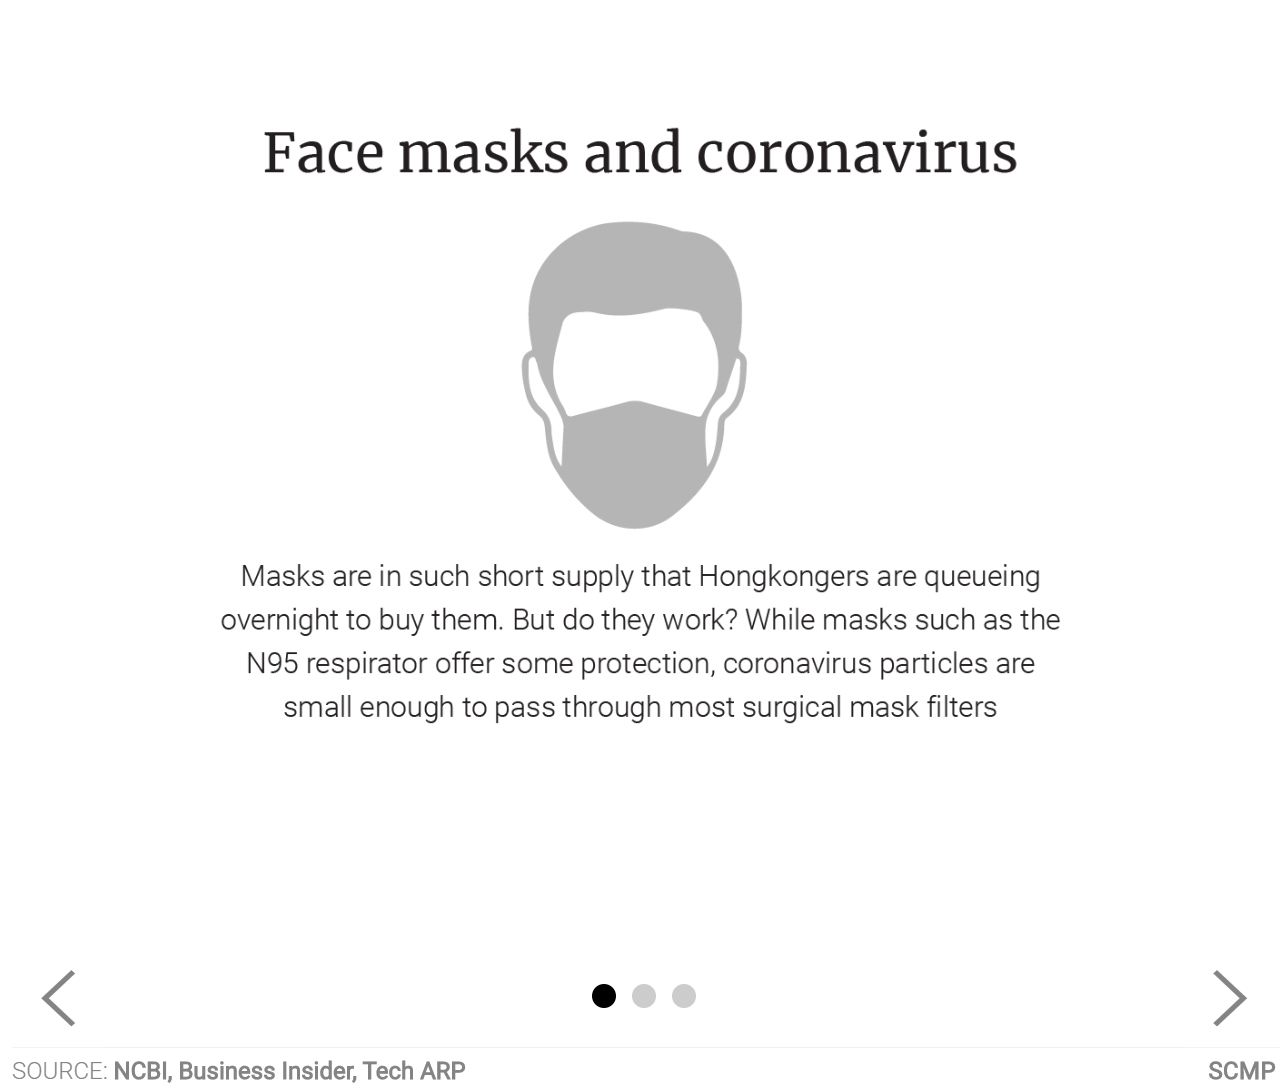 Face masks and coronavirus
Masks are in such short supply that Hongkongers are queueing
overnight to buy them. But do they work? While masks such as the
N95 respirator offer some protection, coronavirus particles are
small enough to pass through most surgical mask filters
SOURCE: NCBI, Business Insider, Tech ARP
SCMP